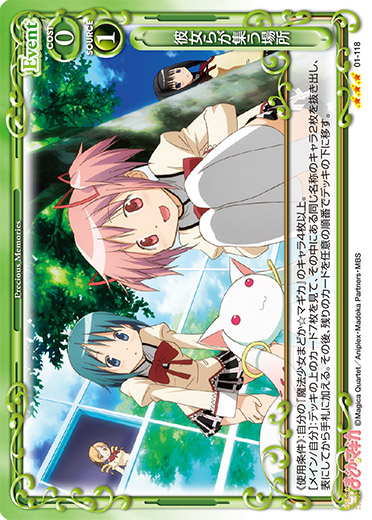 Event
COST
0
SOURCE
1
彼女らが集う場所
01-118
Precious Memories
《使用条件》:自分の『魔法少女まどか☆マギカ』のキャラ4枚以上。
[メイン/自分]:デッキの上のカード7枚を見て、その中にある同じ名称のキャラ2枚を抜き出し、
表にしてから手札に加える。その後、残りのカードを任意の順番でデッキの下に移す。
©Magica Quartet / Aniplex・Madoka Partners・MBS